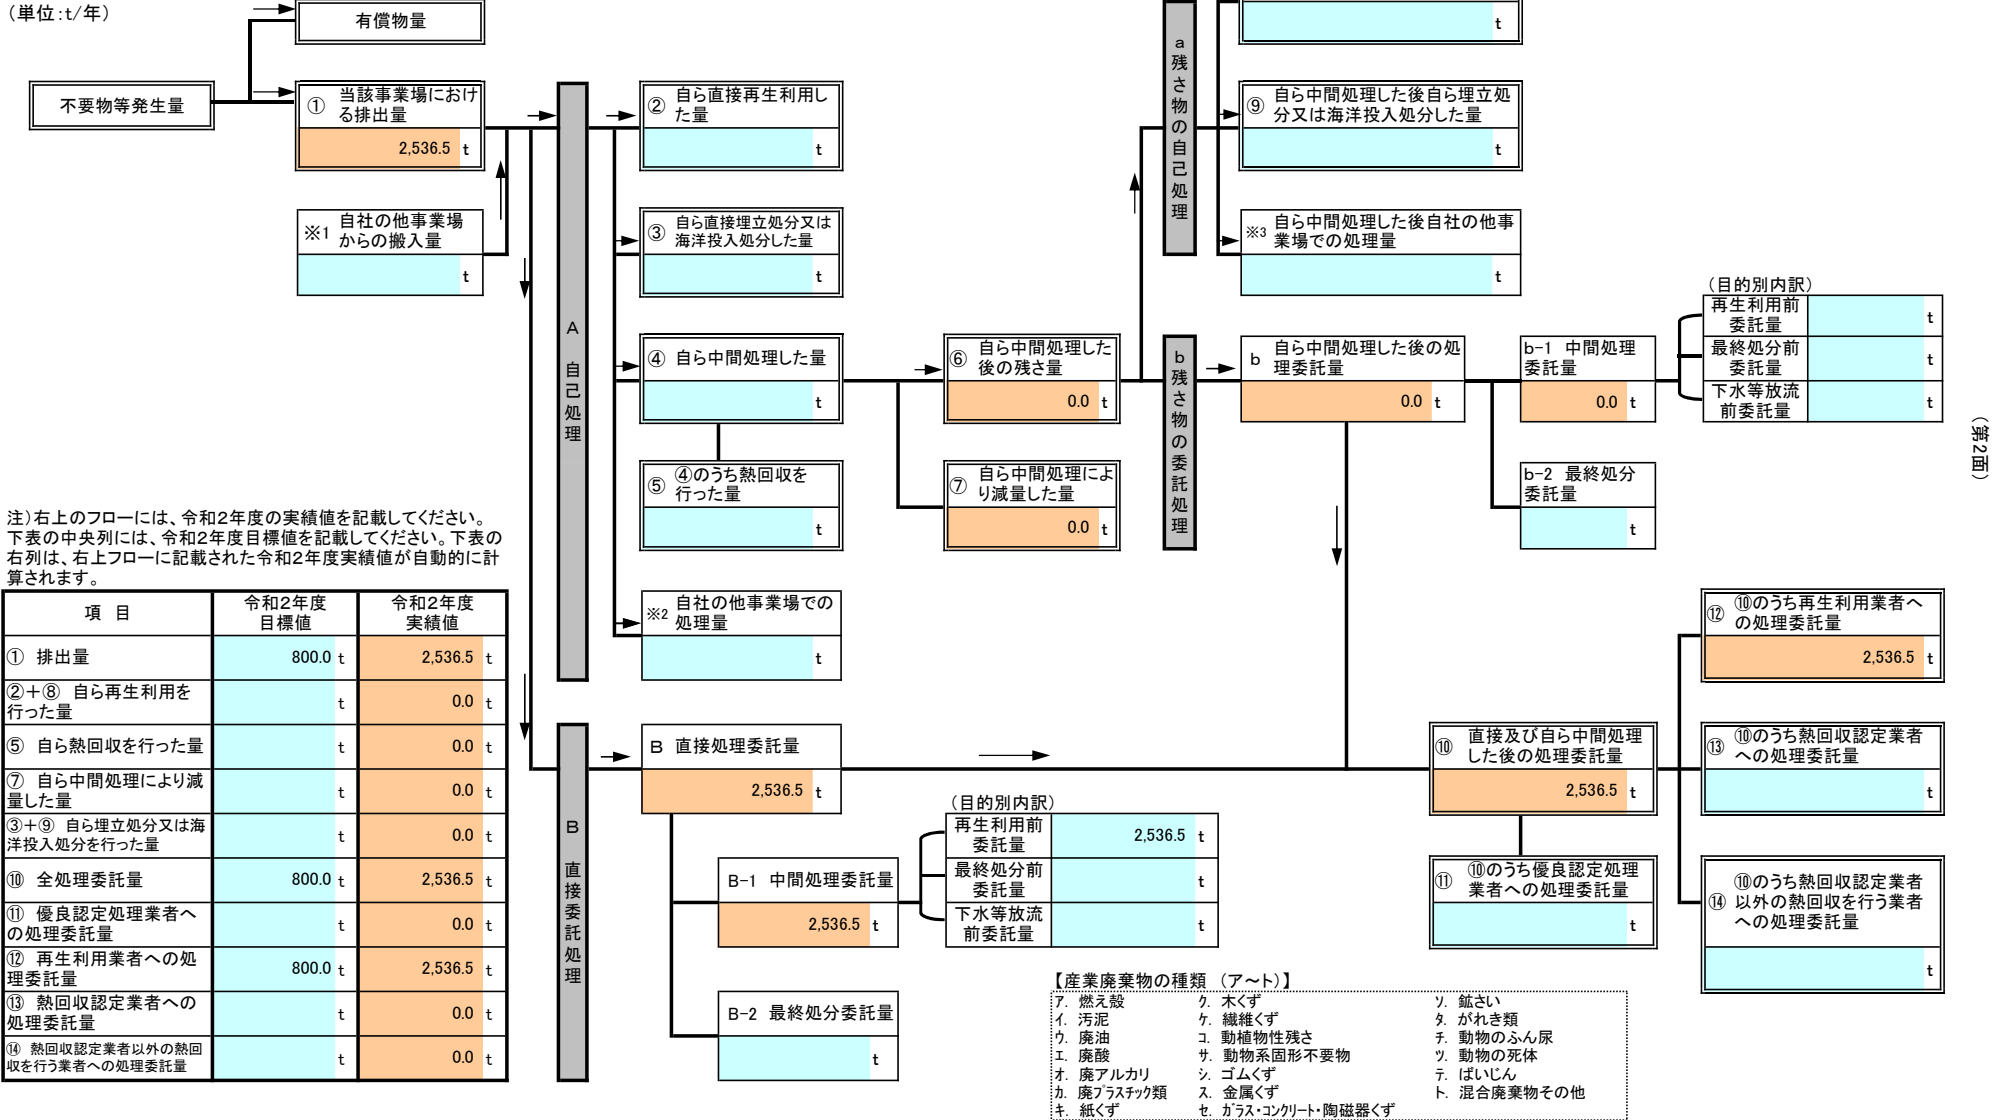 (単位:t/年)
有償物量
不要物等発生量
① 当該事業場におけ
る排出量
2,536.5 t
※1 自社の他事業場
からの搬入量
t
A 自己処理
② 自ら直接再生利用し
た量
t
③ 自ら直接埋立処分又は
海洋投入処分した量
t
④ 自ら中間処理した量
t
⑤ ④のうち熱回収を
行った量
t
※2 自社の他事業場での
処理量
t
⑥ 自ら中間処理した
後の残さ量
0.0 t
⑦ 自ら中間処理によ
り減量した量
0.0 t
a 残さ物の自己処理
t
⑨ 自ら中間処理した後自ら埋立処
分又は海洋投入処分した量
t
※3 自ら中間処理した後自社の他事
業場での処理量
t
b 残さ物の委託処理
b 自ら中間処理した後の処
理委託量
0.0 t
b-1 中間処理
委託量
0.0 t
b-2 最終処分
委託量
t
(目的別内訳)
再生利用前
委託量
t
最終処分前
委託量
t
下水等放流
前委託量
t
(第2面)
注)右上のフローには、令和2年度の実績値を記載してください。
下表の中央列には、令和2年度目標値を記載してください。下表の
右列は、右上フローに記載された令和2年度実績値が自動的に計
算されます。
項 目 令和2年度 令和2年度
目標値 実績値
① 排出量 800.0 t 2,536.5 t
②+⑧ 自ら再生利用を
行った量 t 0.0 t
⑤ 自ら熱回収を行った量 t 0.0 t
⑦ 自ら中間処理により減
量した量 t 0.0 t
③+⑨ 自ら埋立処分又は海
洋投入処分を行った量 t 0.0 t
⑩ 全処理委託量 800.0 t 2,536.5 t
⑪ 優良認定処理業者へ
の処理委託量 t 0.0 t
⑫ 再生利用業者への処
理委託量 800.0 t 2,536.5 t
⑬ 熱回収認定業者への
処理委託量 t 0.0 t
⑭ 熱回収認定業者以外の熱回
収を行う業者への処理委託量 t 0.0 t
B 直接委託処理
B 直接処理委託量
2,536.5 t
B-1 中間処理委託量
2,536.5 t
B-2 最終処分委託量
t
(目的別内訳)
再生利用前
委託量
2,536.5 t
最終処分前
委託量
t
下水等放流
前委託量
t
⑩ 直接及び自ら中間処理
した後の処理委託量
2,536.5 t
⑪ ⑩のうち優良認定処理
業者への処理委託量
t
⑫ ⑩のうち再生利用業者へ
の処理委託量
2,536.5 t
⑬ ⑩のうち熱回収認定業者
への処理委託量
t
⑭ ⑩のうち熱回収認定業者
以外の熱回収を行う業者
への処理委託量
t
【産業廃棄物の種類 (ア~ト)】
ア. 燃え殻 ク. 木くず ソ. 鉱さい
イ. 汚泥 ケ. 繊維くず タ. がれき類
ウ. 廃油 コ. 動植物性残さ チ. 動物のふん尿
エ. 廃酸 サ. 動物系固形不要物 ツ. 動物の死体
オ. 廃アルカリ シ. ゴムくず テ. ばいじん
カ. 廃プラスチック類 ス. 金属くず ト. 混合廃棄物その他
キ. 紙くず セ. ガラス・コンクリート・陶磁器くず